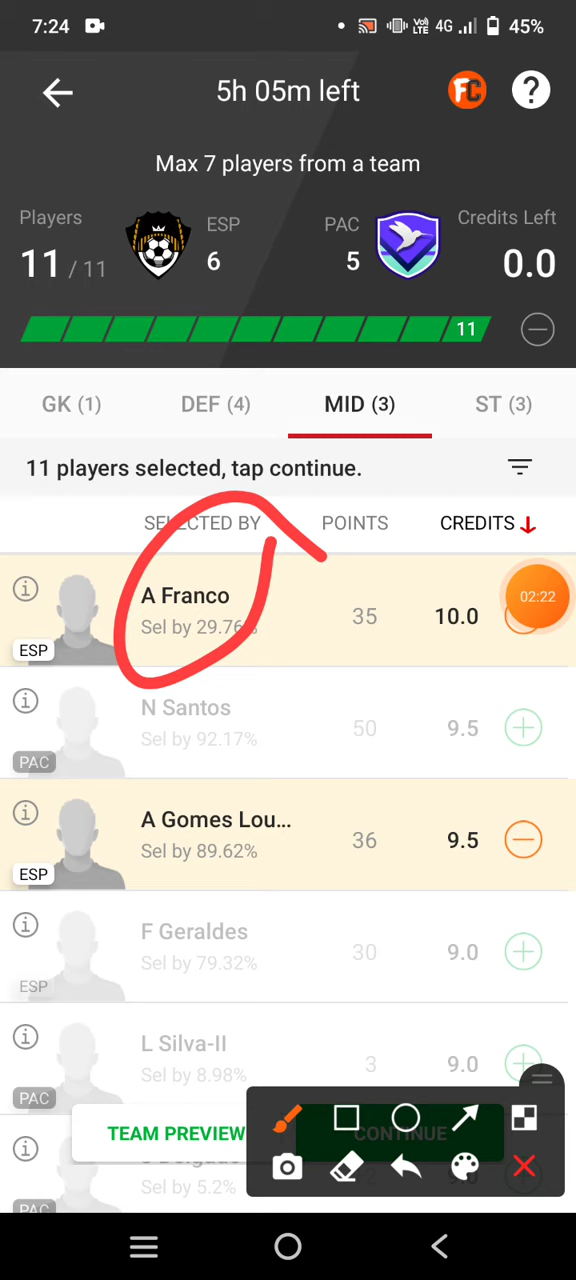 7:24 Vo) LTE 4G 45%
5h 05m left FC ?
Max 7 players from a team
Players ESP PAC Credits Left
11 / 11 6 5 0.0
11
GK (1) DEF (4) MID (3) ST (3)
11 players selected, tap continue.
SELECTED BY POINTS CREDITS
A Franco
Sel by 29.76% 35 10.0 02:22
ESP
N Santos
Sel by 92.17% 50 9.5
PAC
A Gomes Lou...
Sel by 89.62% 36 9.5
ESP
F Geraldes
Sel by 79.32% 30 9.0
ESP
L Silva-II
Sel by 8.98% 3 9.0
PAC
TEAM PREVIEW CONTINUE
Sel by 5.2%
PAC